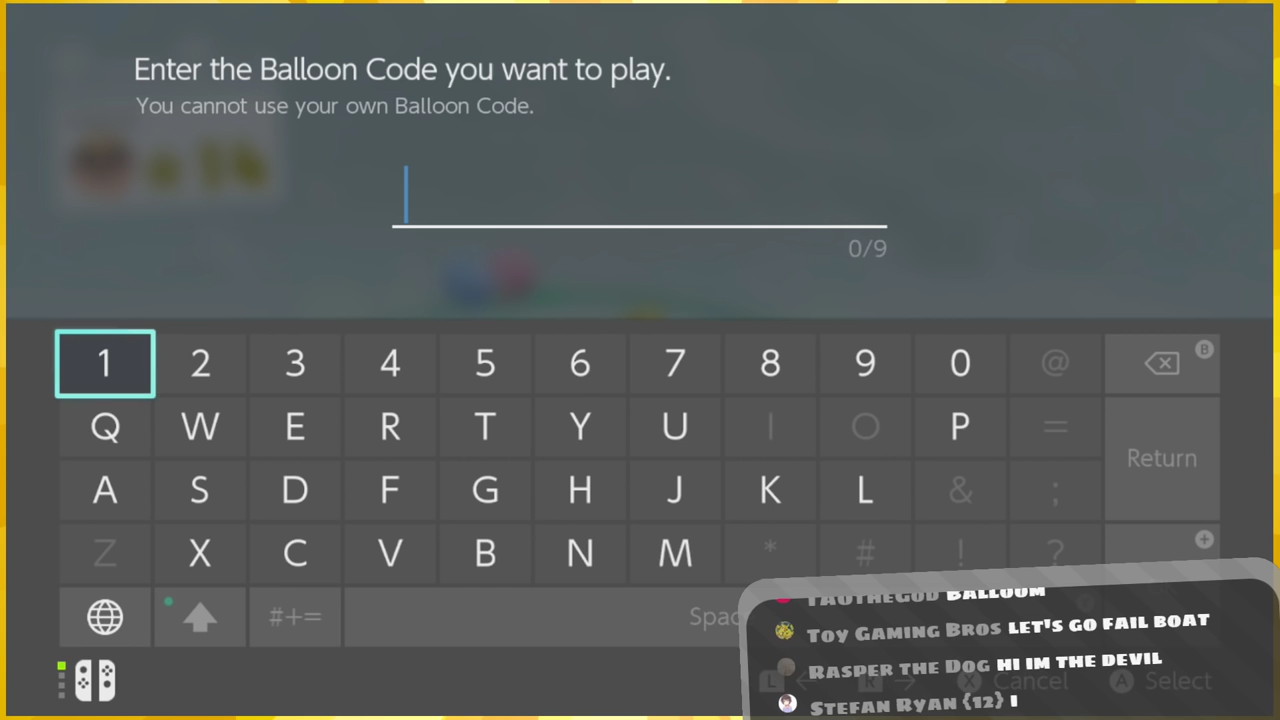 Enter the Balloon Code you want to play.
You cannot use your own Balloon Code.
0/9
1 2 3 4 5 6 7 8 9 0 @ B
Q W E R T Y U I O P =
Return
A S D F G H J K L & ;
Z X C V B N M * # ! ? +
#+= Spac
BALLOOM
TOY GAMING BROS LET'S GO FAIL BOAT
RASPER THE DOG HI IM THE DEVIL
L R X Cancel A Select
STEFAN RYAN {12} I